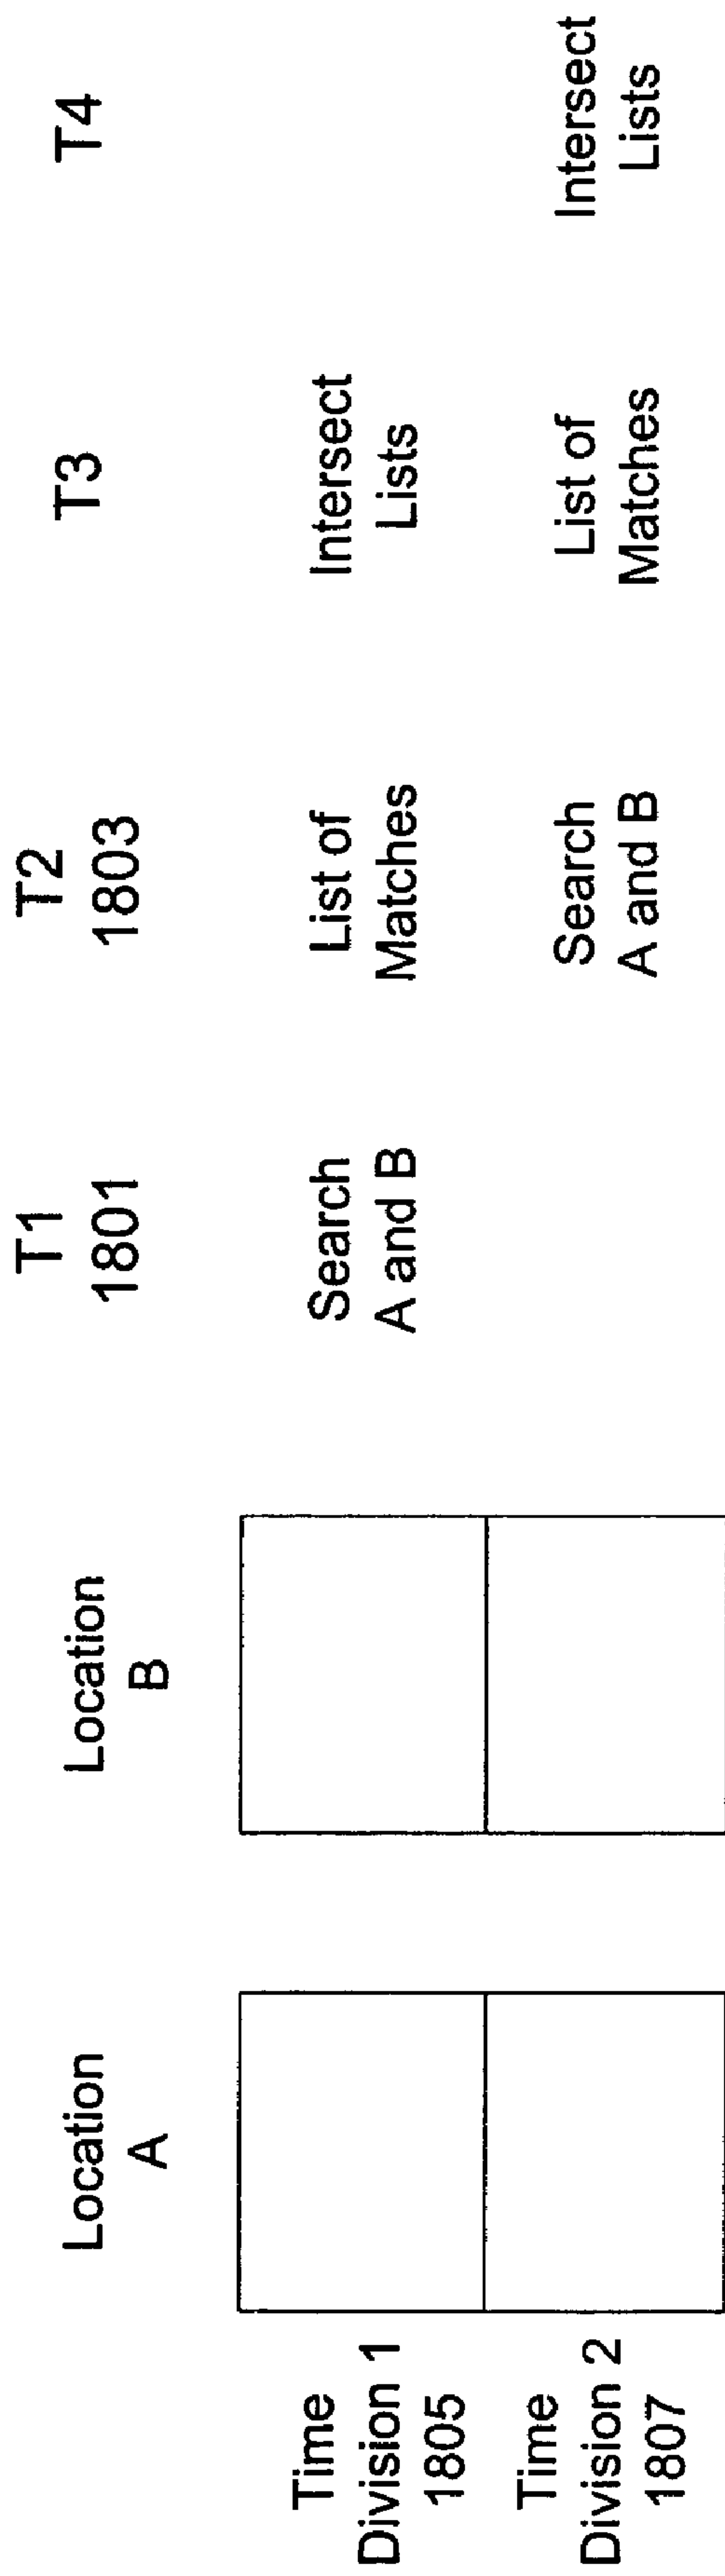 Location
A
Location
B
T1
1801
T2
1803
T3
T4
Time
Division 1
1805
Search
A and B
List of
Matches
Intersect
Lists
Time
Division 2
1807
Search
A and B
List of
Matches
Intersect
Lists